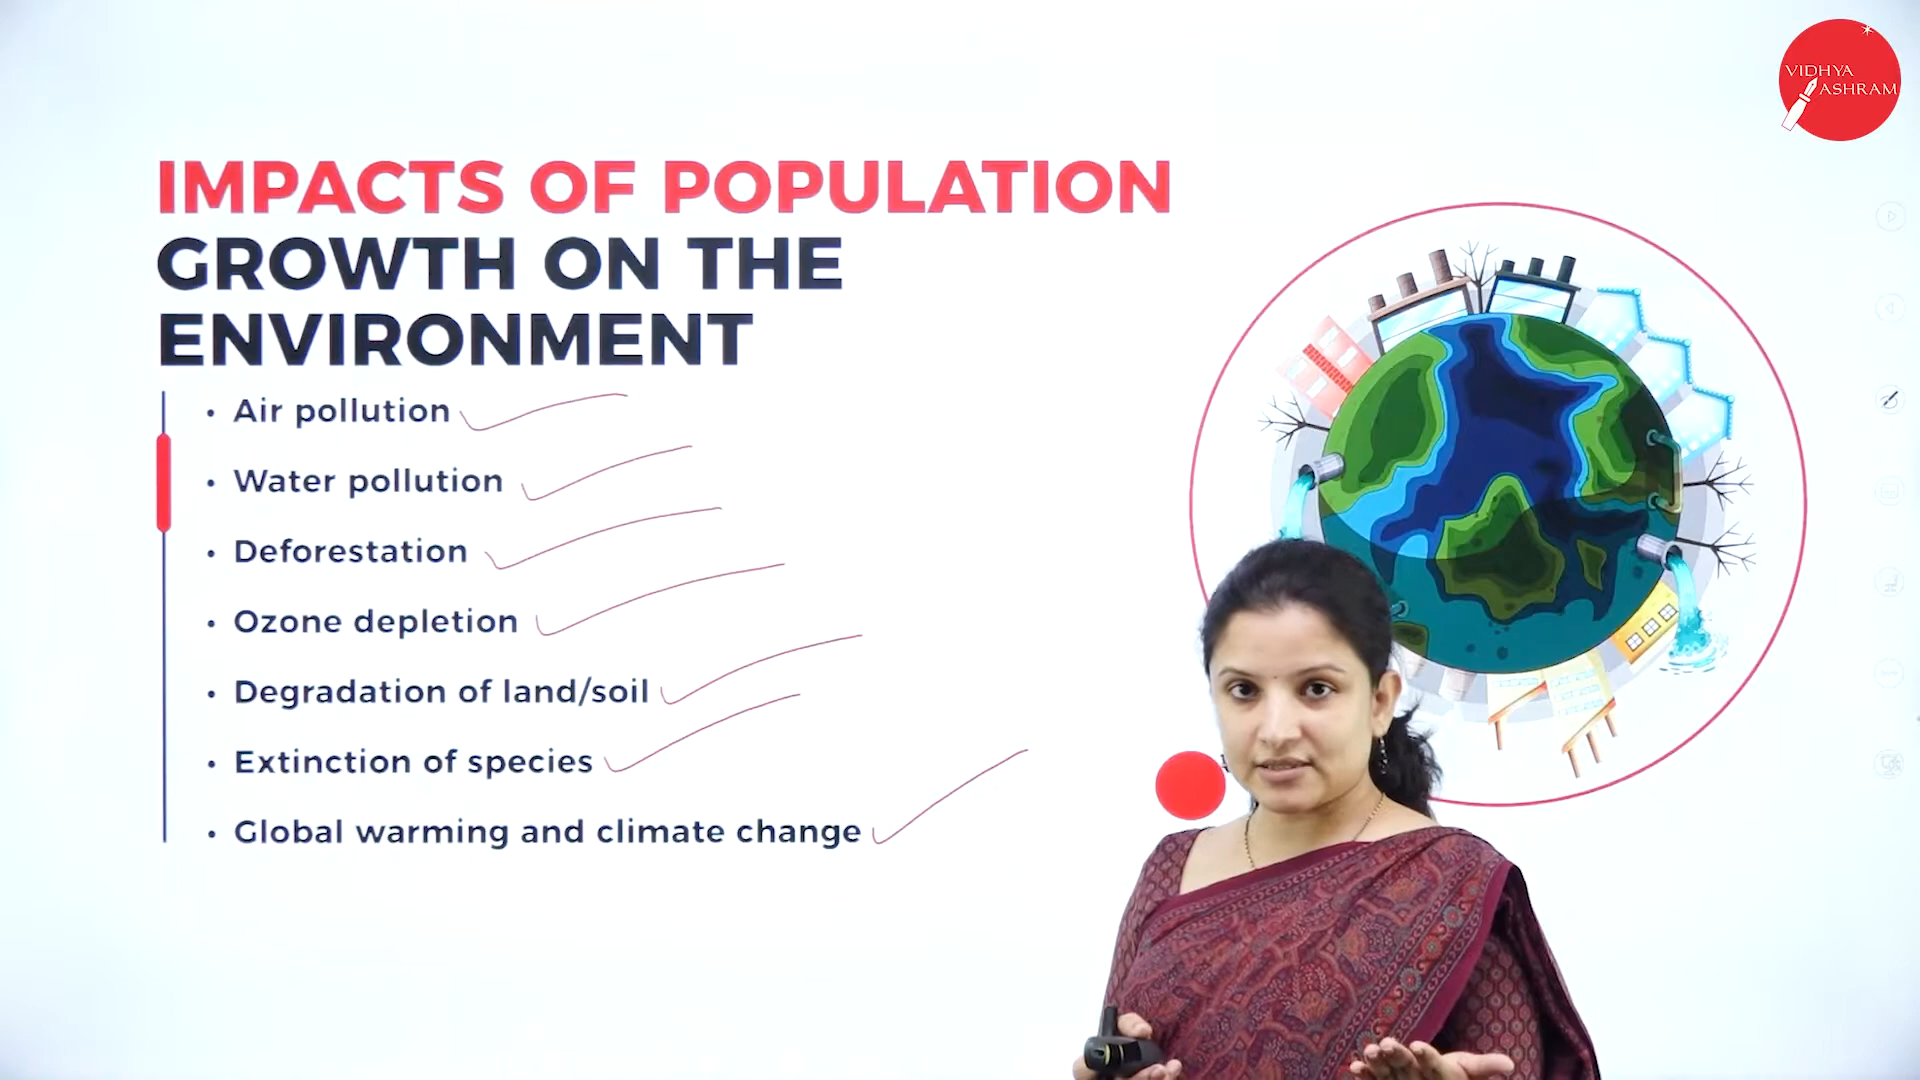 VIDHYA
ASHRAM
IMPACTS OF POPULATION
GROWTH ON THE
ENVIRONMENT
• Air pollution
• Water pollution
• Deforestation
• Ozone depletion
• Degradation of land/soil
• Extinction of species
• Global warming and climate change